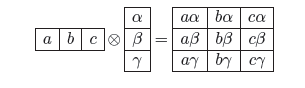 α aα bα cα
a b c ⊗ β = aβ bβ cβ
γ aγ bγ cγ